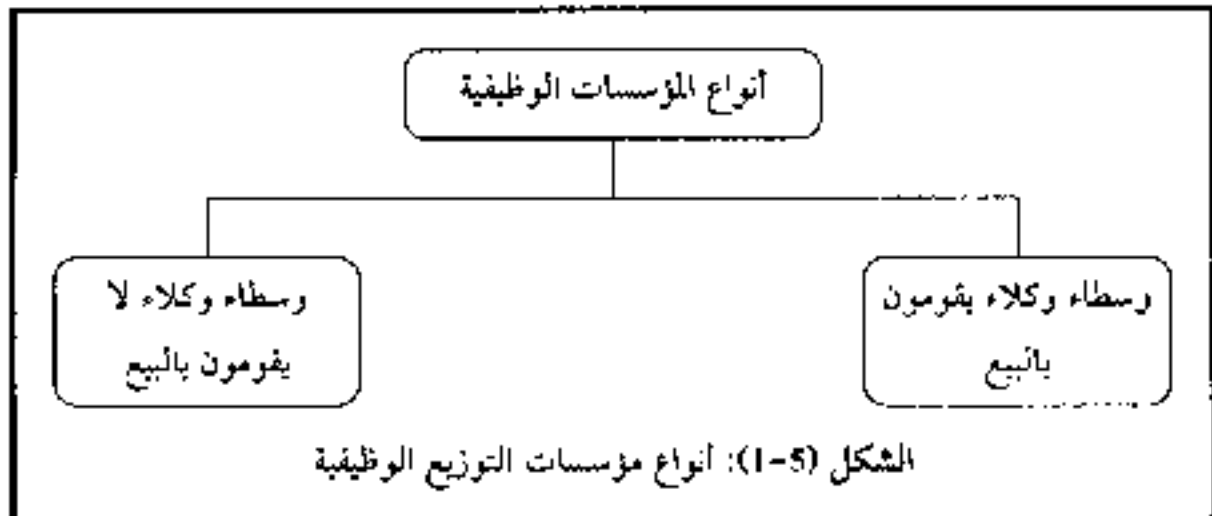 أنواع المؤسسات الوظيفية
وسطاء وكلاء يقومون
بالبيع
وسطاء وكلاء لا
يقومون بالبيع
الشكل (5-1): أنواع مؤسسات التوزيع الوظيفية